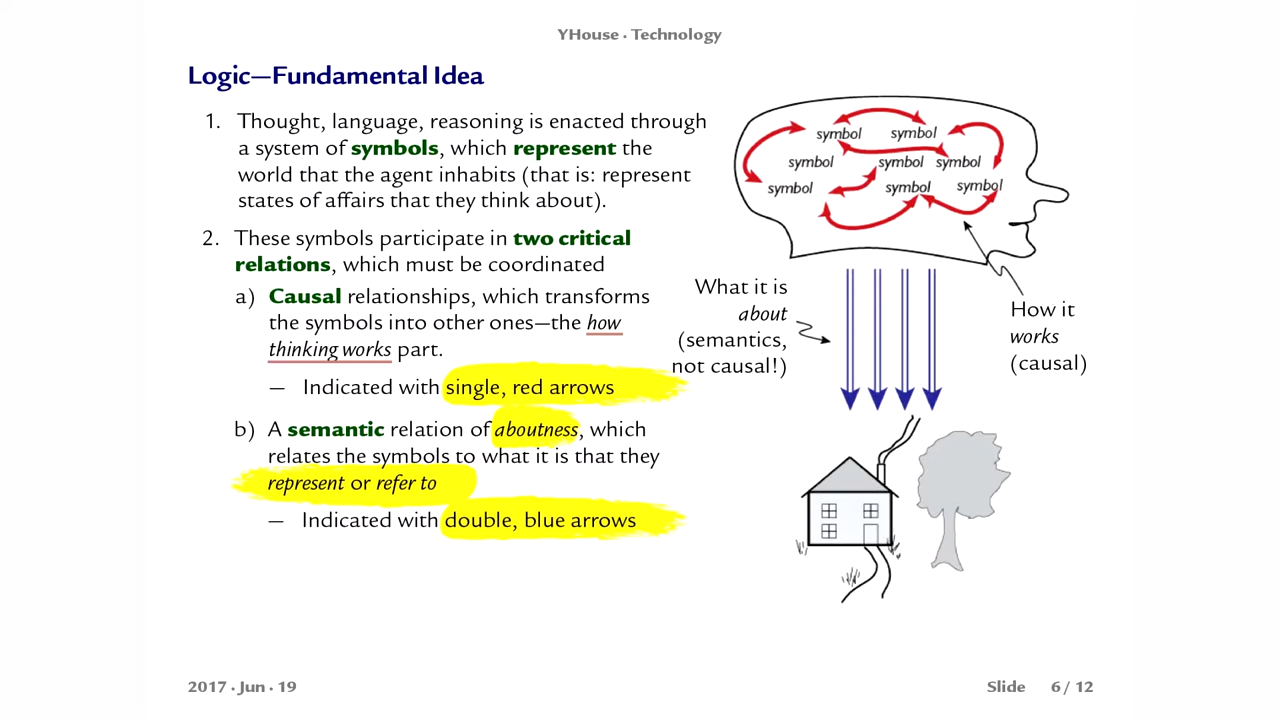 YHouse · Technology
Logic—Fundamental Idea
1. Thought, language, reasoning is enacted through
a system of symbols, which represent the
world that the agent inhabits (that is: represent
states of affairs that they think about).
2. These symbols participate in two critical
relations, which must be coordinated
a) Causal relationships, which transforms
the symbols into other ones—the how
thinking works part.
— Indicated with single, red arrows
b) A semantic relation of aboutness, which
relates the symbols to what it is that they
represent or refer to
— Indicated with double, blue arrows
symbol symbol
symbol symbol symbol
symbol symbol symbol
What it is
about
(semantics,
not causal!)
How it
works
(causal)
2017 · Jun · 19
Slide 6 / 12